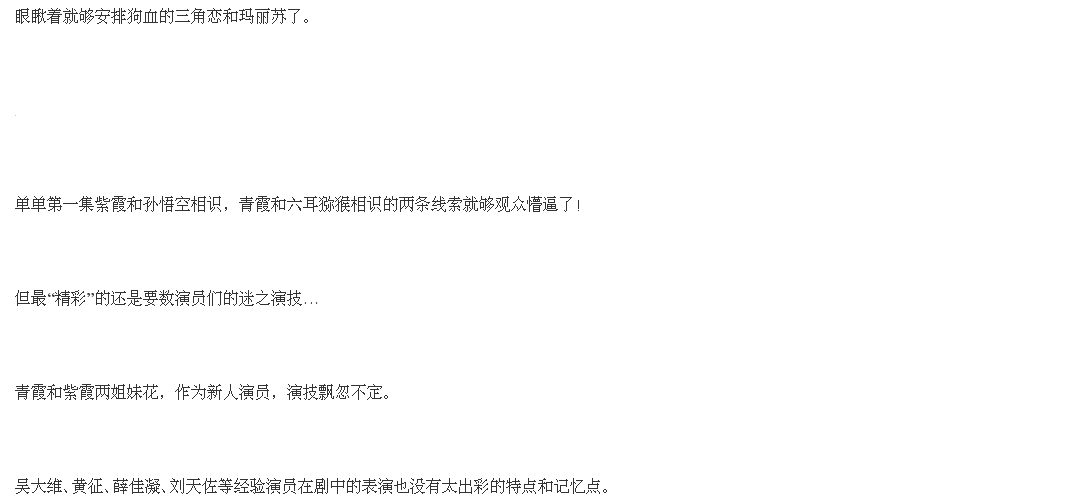 眼瞅着就够安排狗血的三角恋和玛丽苏了。
单单第一集紫霞和孙悟空相识，青霞和六耳猕猴相识的两条线索就够观众懵逼了！
但最“精彩”的还是要数演员们的迷之演技…
青霞和紫霞两姐妹花，作为新人演员，演技飘忽不定。
吴大维、黄征、薛佳凝、刘天佐等经验演员在剧中的表演也没有太出彩的特点和记忆点。